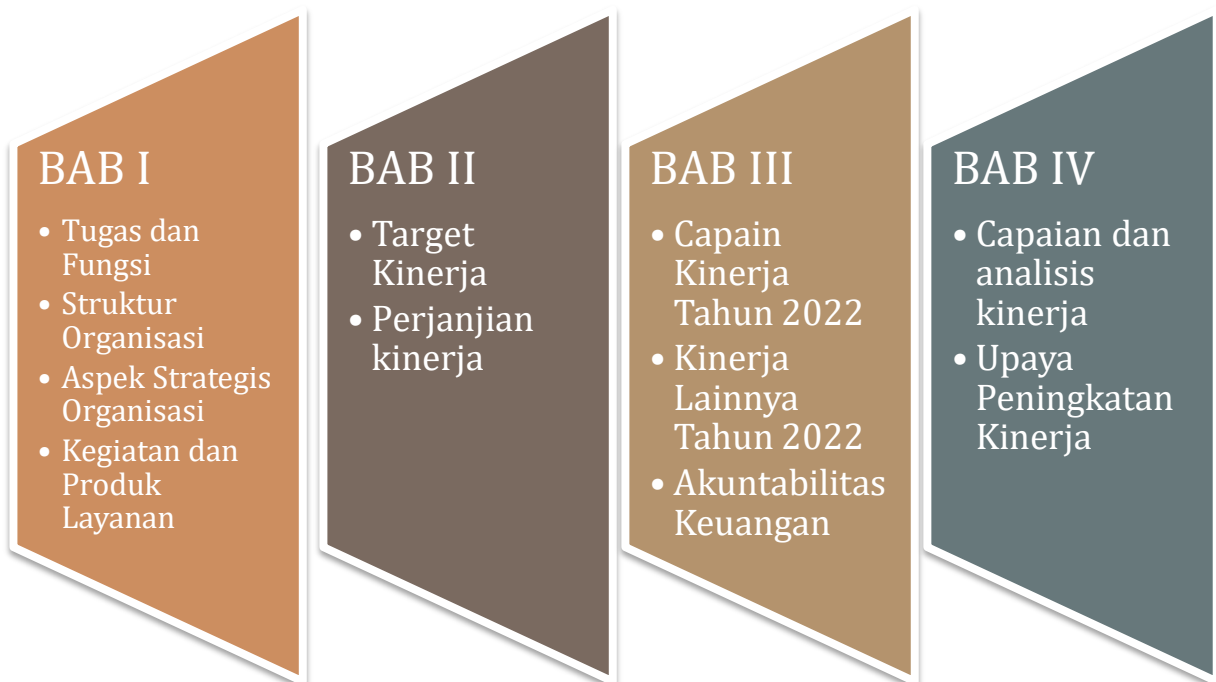 BAB I
• Tugas dan
Fungsi
• Struktur
Organisasi
• Aspek Strategis
Organisasi
• Kegiatan dan
Produk
Layanan
BAB II
• Target
Kinerja
• Perjanjian
kinerja
BAB III
• Capain
Kinerja
Tahun 2022
• Kinerja
Lainnya
Tahun 2022
• Akuntabilitas
Keuangan
BAB IV
• Capaian dan
analisis
kinerja
• Upaya
Peningkatan
Kinerja